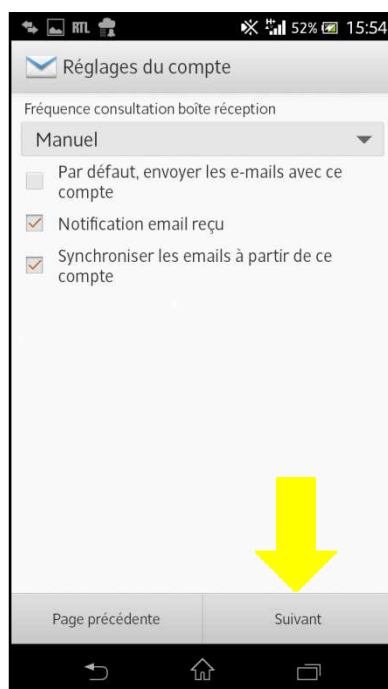 RTL 52% 15:54
Réglages du compte
Fréquence consultation boîte réception
Manuel
Par défaut, envoyer les e-mails avec ce
compte
Notification email reçu
Synchroniser les emails à partir de ce
compte
Page précédente Suivant